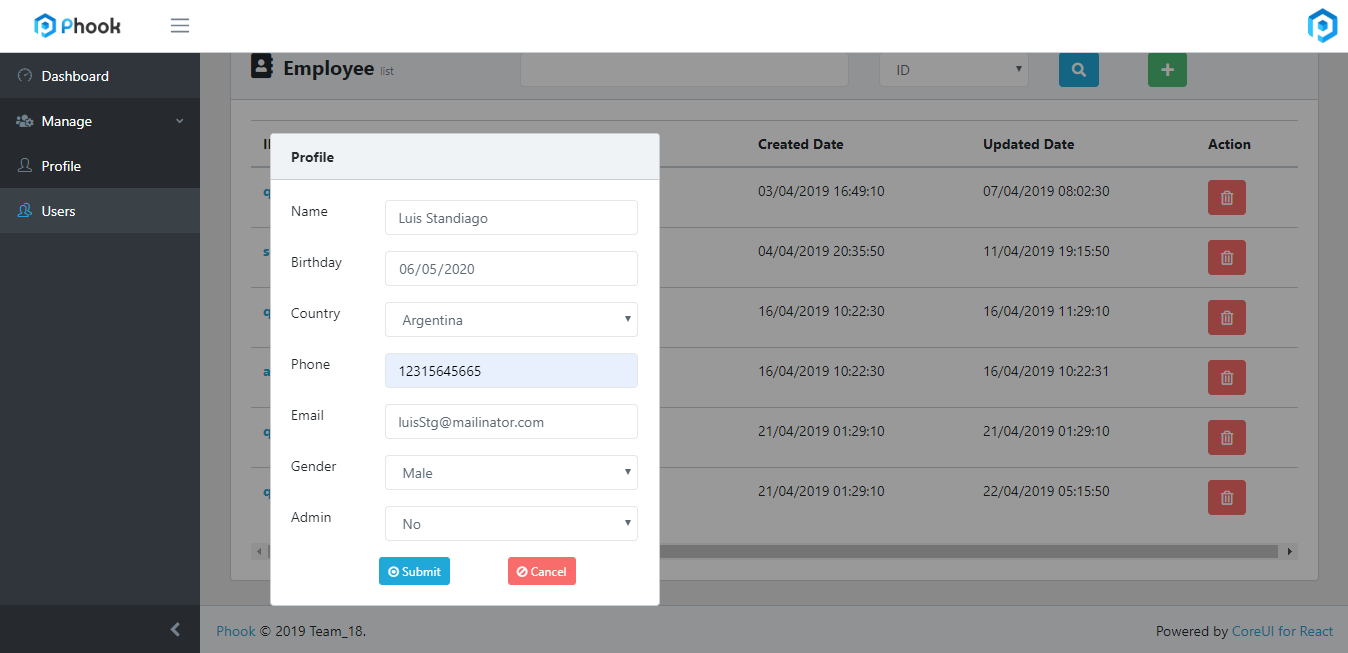 Phook
Dashboard
Manage
Profile
Users
Employee list
ID
Created Date Updated Date Action
03/04/2019 16:49:10 07/04/2019 08:02:30
04/04/2019 20:35:50 11/04/2019 19:15:50
16/04/2019 10:22:30 16/04/2019 11:29:10
16/04/2019 10:22:30 16/04/2019 10:22:31
21/04/2019 01:29:10 21/04/2019 01:29:10
21/04/2019 01:29:10 22/04/2019 05:15:50
Profile
Name Luis Standiago
Birthday 06/05/2020
Country Argentina
Phone 12315645665
Email luisStg@mailinator.com
Gender Male
Admin No
Submit Cancel
Phook © 2019 Team_18. Powered by CoreUI for React